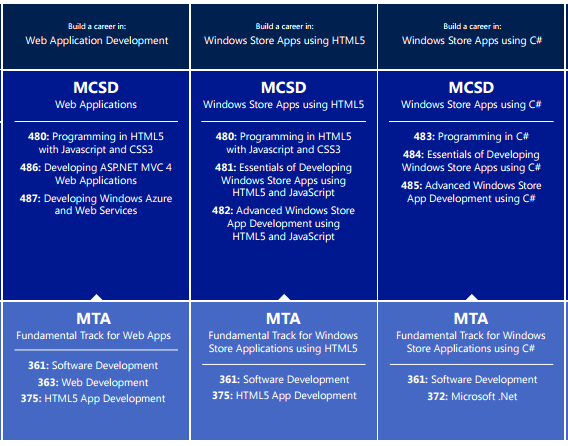 Build a career in:
Web Application Development
MCSD
Web Applications
480: Programming in HTML5
with Javascript and CSS3
486: Developing ASP.NET MVC 4
Web Applications
487: Developing Windows Azure
and Web Services
MTA
Fundamental Track for Web Apps
361: Software Development
363: Web Development
375: HTML5 App Development
Build a career in:
Windows Store Apps using HTML5
MCSD
Windows Store Apps using HTML5
480: Programming in HTML5
with Javascript and CSS3
481: Essentials of Developing
Windows Store Apps using
HTML5 and JavaScript
482: Advanced Windows Store
App Development using
HTML5 and JavaScript
MTA
Fundamental Track for Windows
Store Applications using HTML5
361: Software Development
375: HTML5 App Development
Build a career in:
Windows Store Apps using C#
MCSD
Windows Store Apps using C#
483: Programming in C#
484: Essentials of Developing
Windows Store Apps using C#
485: Advanced Windows Store
App Development using C#
MTA
Fundamental Track for Windows
Store Applications using C#
361: Software Development
372: Microsoft .Net